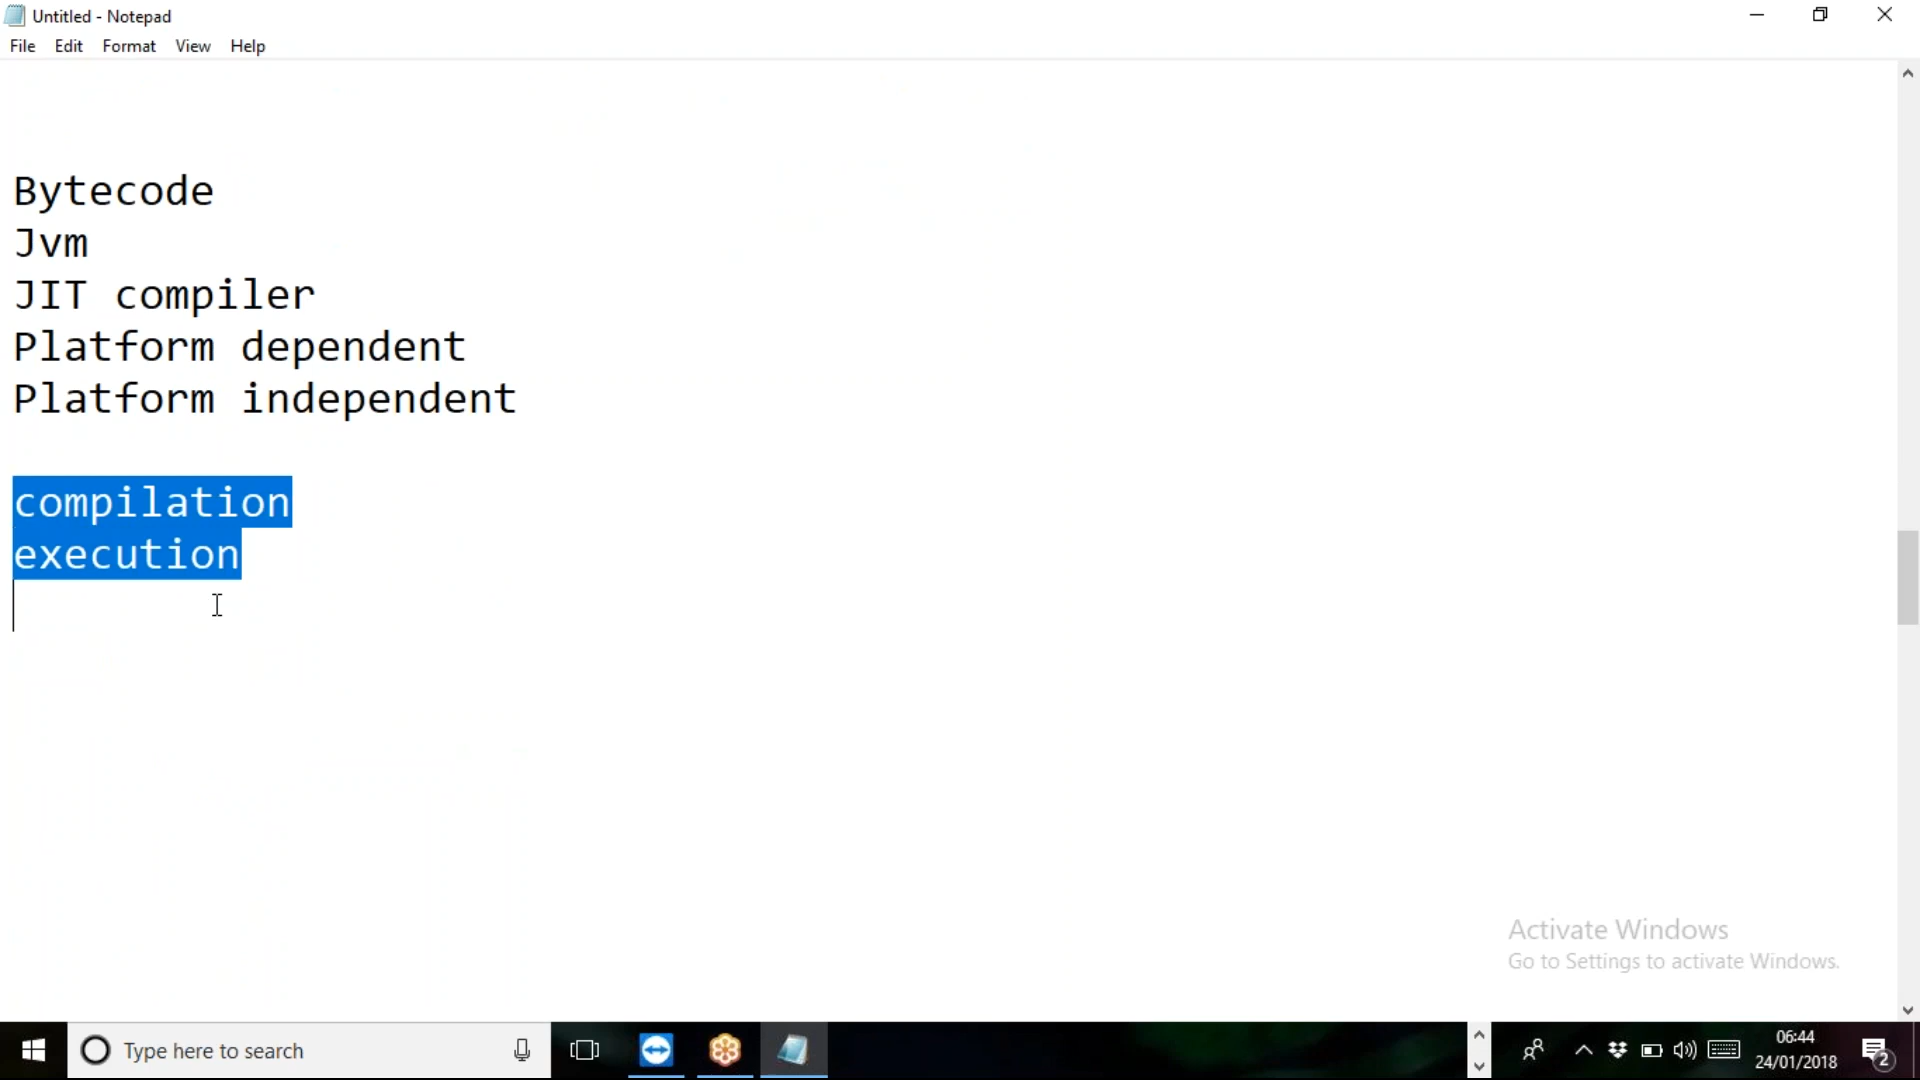 Untitled - Notepad
File Edit Format View Help
Bytecode
Jvm
JIT compiler
Platform dependent
Platform independent
compilation
execution
Activate Windows
Go to Settings to activate Windows.
Type here to search
06:44
24/01/2018
2